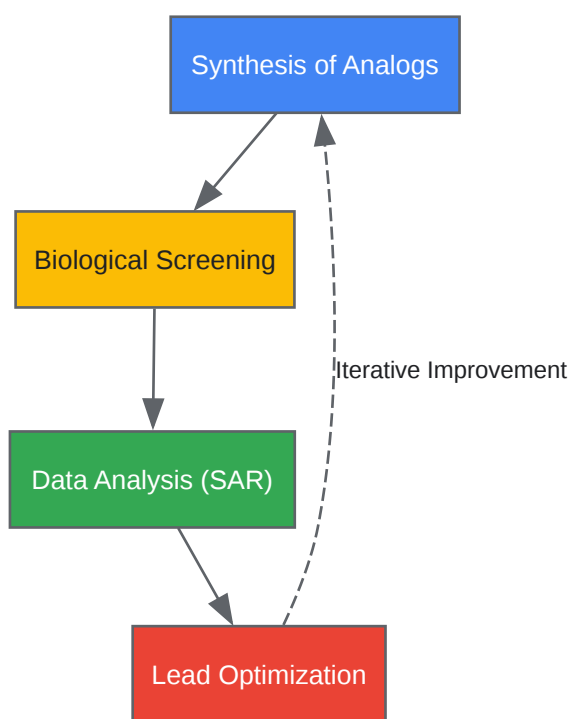 Synthesis of Analogs
Biological Screening
Iterative Improvement
Data Analysis (SAR)
Lead Optimization